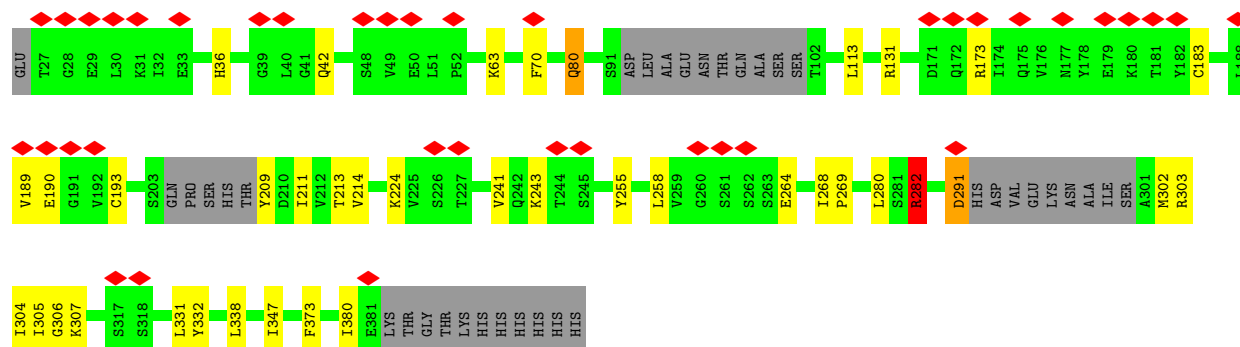 GLU T27 G28 E29 L30 K31 I32 E33 H36 G39 L40 G41 Q42 S48 V49 E50 L51 P52 K63 F70 Q80 S91 ASP LEU ALA GLU ASN THR GLN ALA SER SER T102 L113 R131 D171 Q172 R173 I174 Q175 V176 N177 Y178 E179 K180 T181 Y182 C183
V189 E190 G191 V192 C193 S203 GLN PRO SER HIS THR Y209 D210 I211 V212 T213 V214 K224 V225 S226 T227 V241 Q242 K243 T244 S245 Y255 L258 V259 G260 S261 S262 S263 E264 I268 P269 L280 S281 R282 D291 HIS ASP VAL GLU LYS ASN ALA ILE SER A301 M302 R303
I304 I305 G306 K307 S317 S318 L331 Y332 L338 I347 F373 I380 E381 LYS THR GLY THR LYS HIS HIS HIS HIS HIS HIS